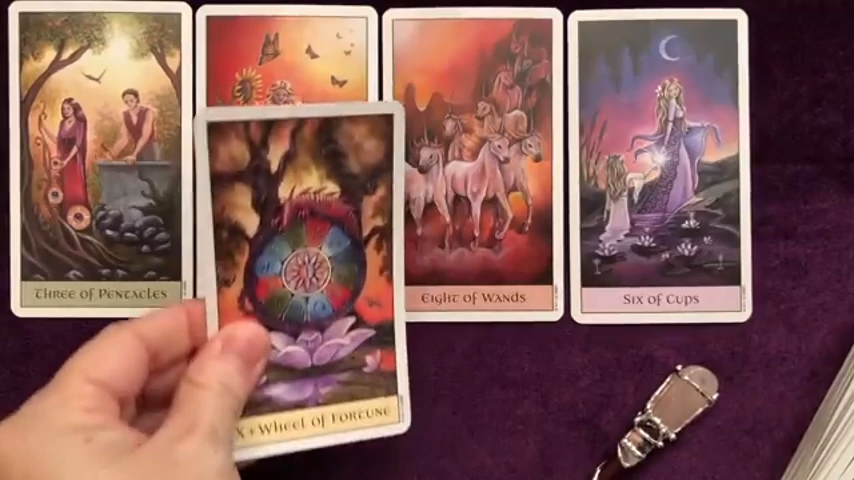 Three of Pentacles
Eight of Wands
Six of Cups
X + Wheel of Fortune